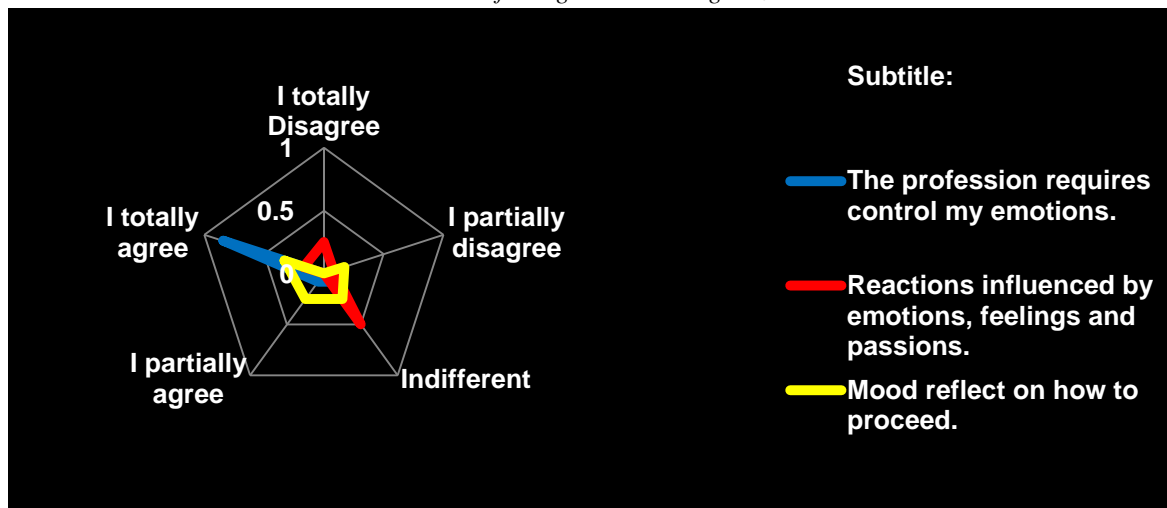 I totally
Disagree
1
0.5
0
I partially
disagree
Indifferent
I partially
agree
I totally
agree
Subtitle:
The profession requires
control my emotions.
Reactions influenced by
emotions, feelings and
passions.
Mood reflect on how to
proceed.